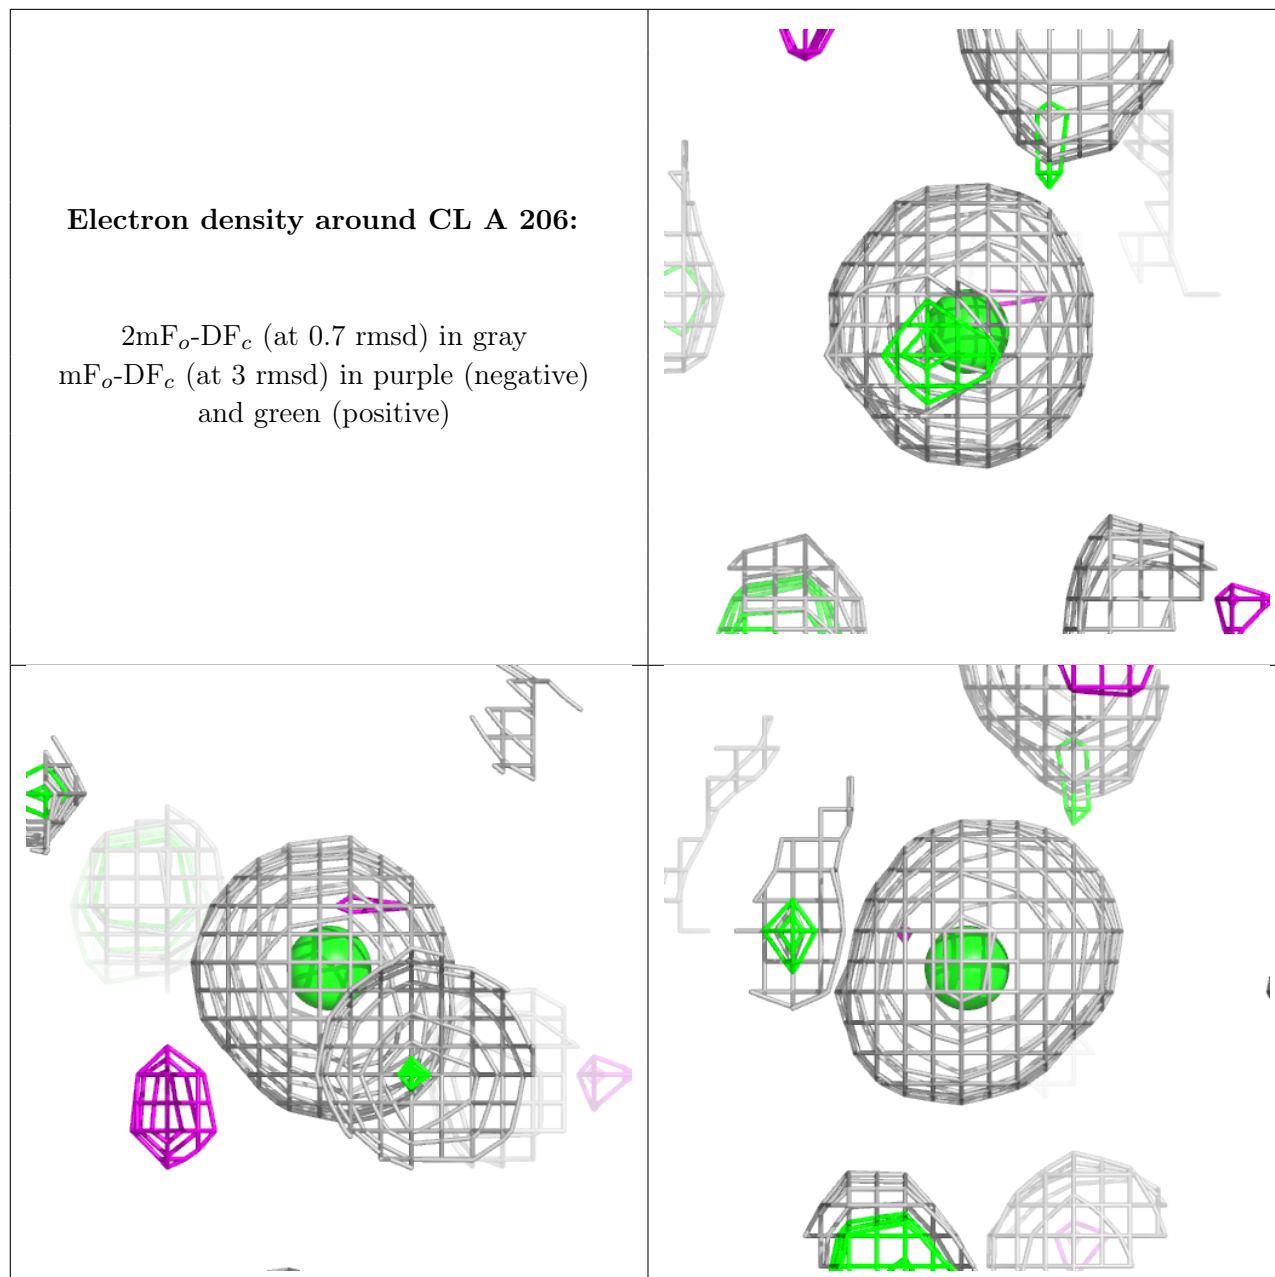 Electron density around CL A 206:
2mFₒ-DF𝒸 (at 0.7 rmsd) in gray
mFₒ-DF𝒸 (at 3 rmsd) in purple (negative)
and green (positive)